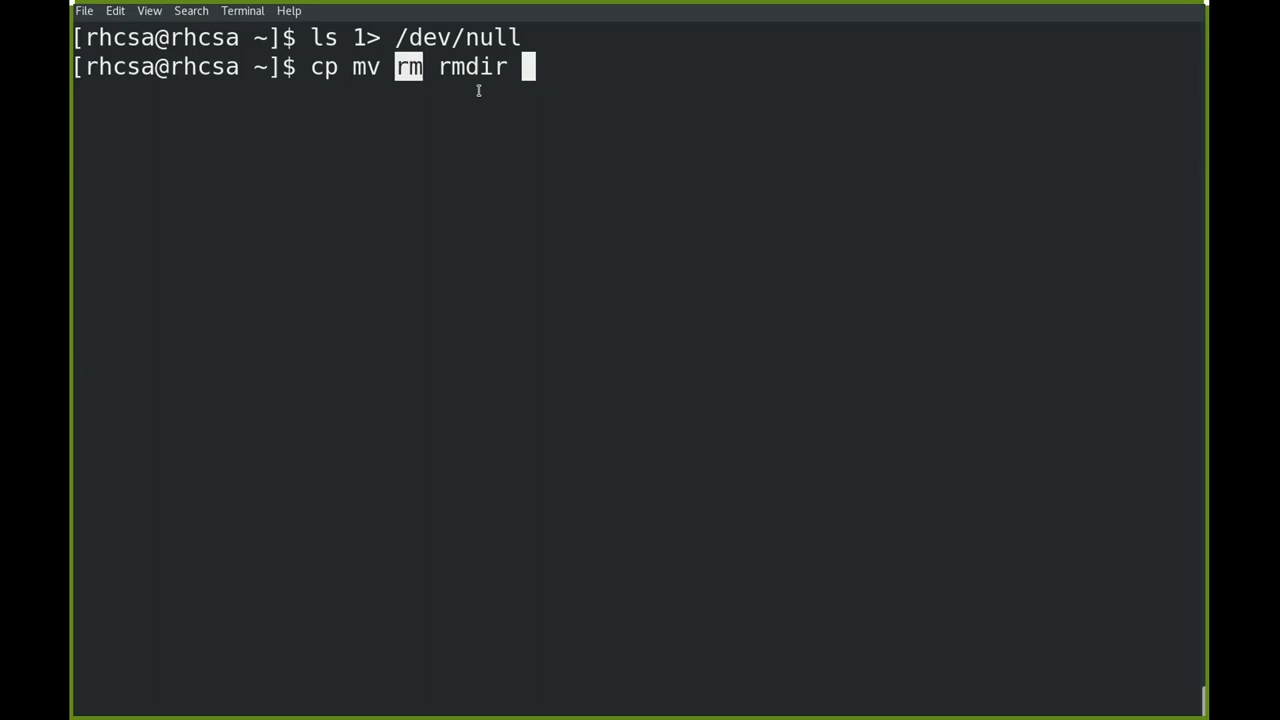 File Edit View Search Terminal Help
[rhcsa@rhcsa ~]$ ls 1> /dev/null
[rhcsa@rhcsa ~]$ cp mv rm rmdir